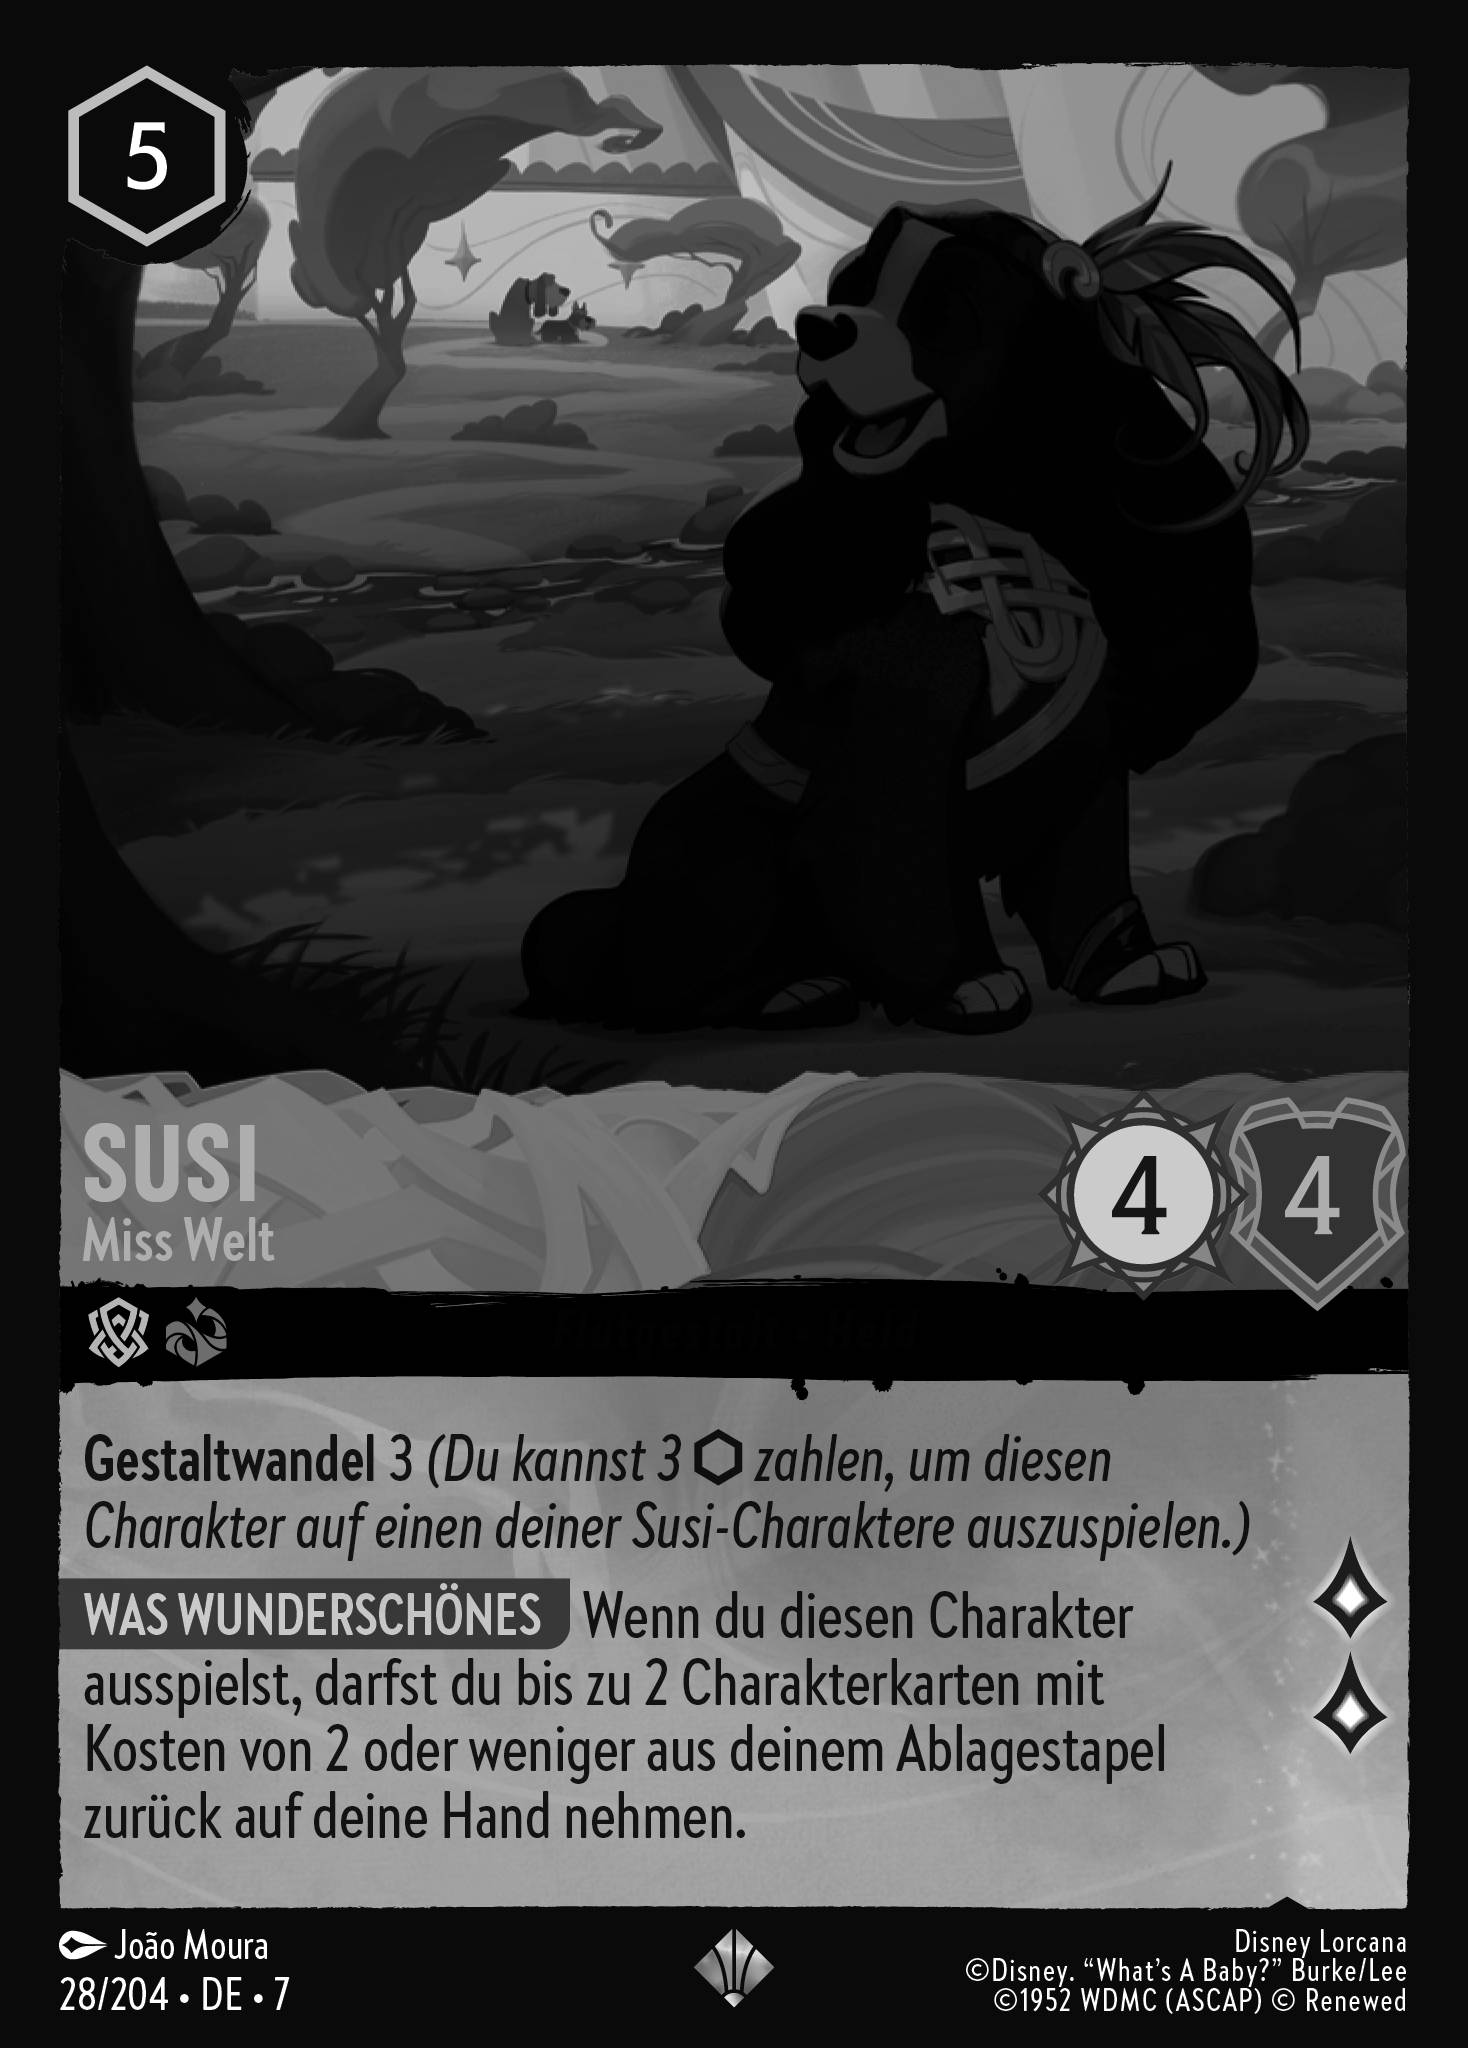 5
SUSI
Miss Welt
4 4
Flutgestalt Held
Gestaltwandel 3 (Du kannst 3 zahlen, um diesen
Charakter auf einen deiner Susi-Charaktere auszuspielen.)
WAS WUNDERSCHÖNES Wenn du diesen Charakter
ausspielst, darfst du bis zu 2 Charakterkarten mit
Kosten von 2 oder weniger aus deinem Ablagestapel
zurück auf deine Hand nehmen.
João Moura
28/204 • DE • 7
Disney Lorcana
©Disney. “What’s A Baby?” Burke/Lee
©1952 WDMC (ASCAP) © Renewed